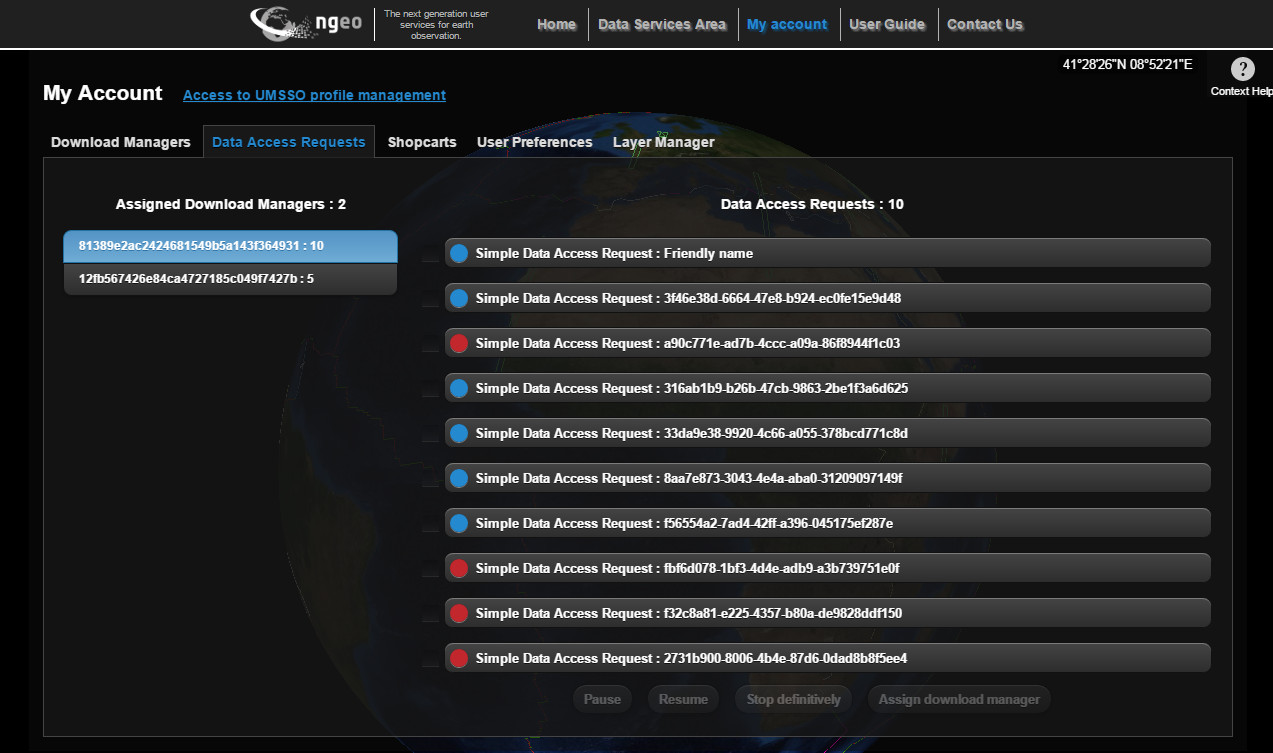 ngeo
The next generation user
services for earth
observation.
Home
Data Services Area
My account
User Guide
Contact Us
41°28'26"N 08°52'21"E
?
Context Help
My Account
Access to UMSSO profile management
Download Managers
Data Access Requests
Shopcarts
User Preferences
Layer Manager
Assigned Download Managers : 2
81389e2ac2424681549b5a143f364931 : 10
12fb567426e84ca4727185c049f7427b : 5
Data Access Requests : 10
Simple Data Access Request : Friendly name
Simple Data Access Request : 3f46e38d-6664-47e8-b924-ec0fe15e9d48
Simple Data Access Request : a90c771e-ad7b-4ccc-a09a-86f8944f1c03
Simple Data Access Request : 316ab1b9-b26b-47cb-9863-2be1f3a6d625
Simple Data Access Request : 33da9e38-9920-4c66-a055-378bcd771c8d
Simple Data Access Request : 8aa7e873-3043-4e4a-aba0-31209097149f
Simple Data Access Request : f56554a2-7ad4-42ff-a396-045175ef287e
Simple Data Access Request : fbf6d078-1bf3-4d4e-adb9-a3b739751e0f
Simple Data Access Request : f32c8a81-e225-4357-b80a-de9828ddf150
Simple Data Access Request : 2731b900-8006-4b4e-87d6-0dad8b8f5ee4
Pause
Resume
Stop definitively
Assign download manager